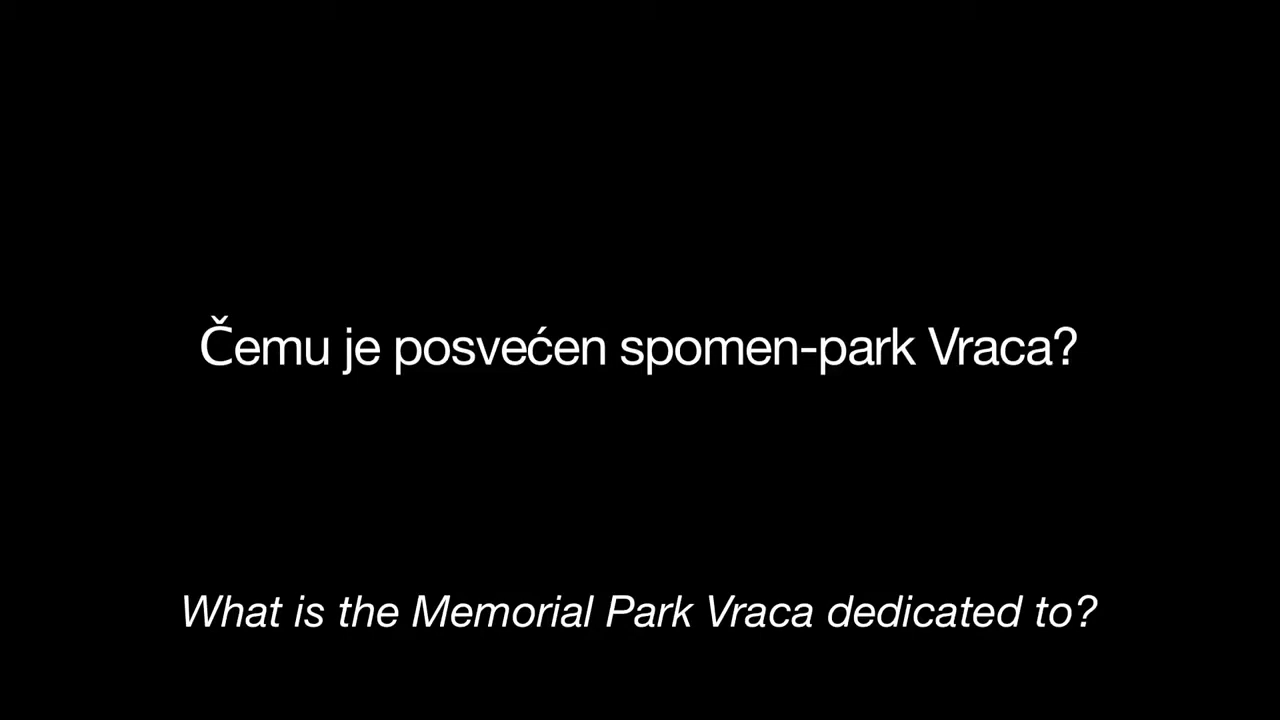 Čemu je posvećen spomen-park Vraca?
What is the Memorial Park Vraca dedicated to?